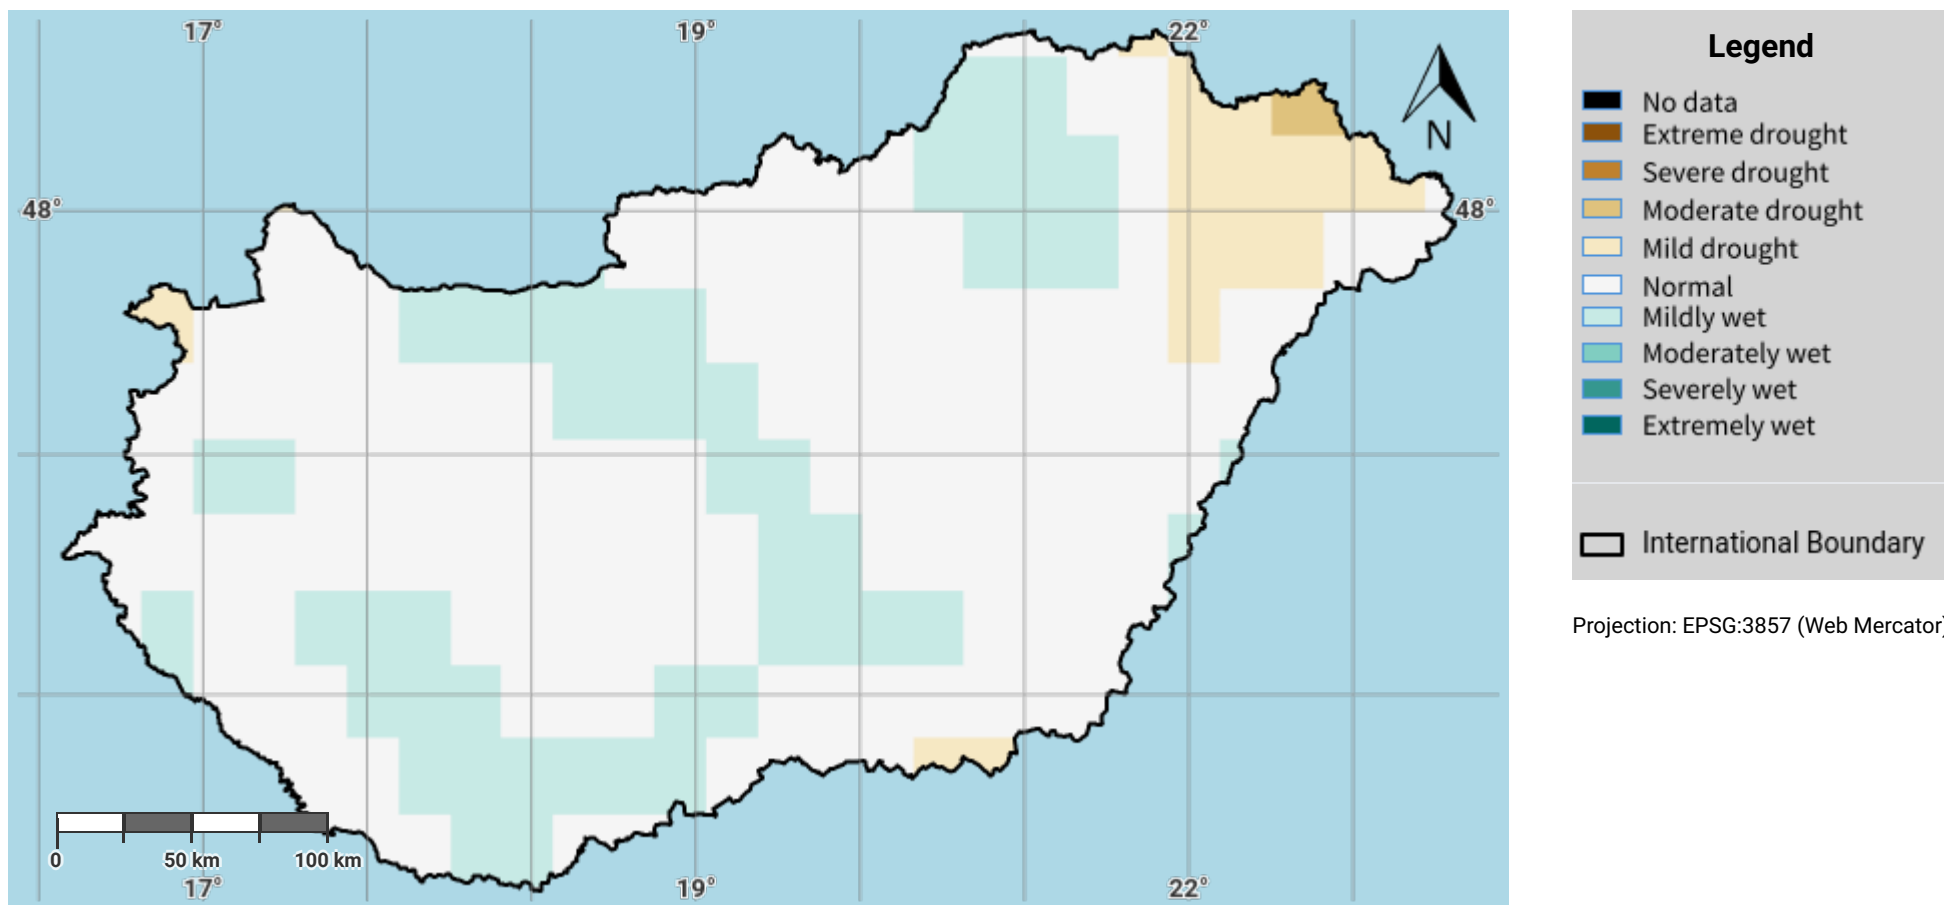 17° 19° 22°
N
48° 48°
0 50 km 100 km
17° 19° 22°
Legend
No data
Extreme drought
Severe drought
Moderate drought
Mild drought
Normal
Mildly wet
Moderately wet
Severely wet
Extremely wet
International Boundary
Projection: EPSG:3857 (Web Mercator)